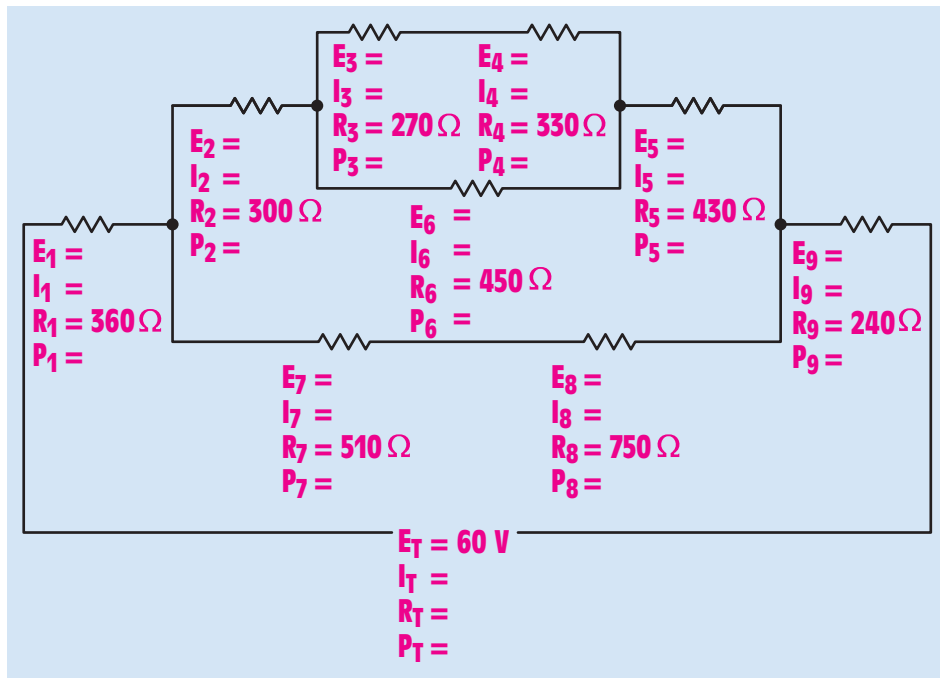 E3 =
I3 =
R3 = 270 Ω
P3 =
E4 =
I4 =
R4 = 330 Ω
P4 =
E2 =
I2 =
R2 = 300 Ω
P2 =
E5 =
I5 =
R5 = 430 Ω
P5 =
E6 =
I6 =
R6 = 450 Ω
P6 =
E1 =
I1 =
R1 = 360 Ω
P1 =
E9 =
I9 =
R9 = 240 Ω
P9 =
E7 =
I7 =
R7 = 510 Ω
P7 =
E8 =
I8 =
R8 = 750 Ω
P8 =
ET = 60 V
IT =
RT =
PT =